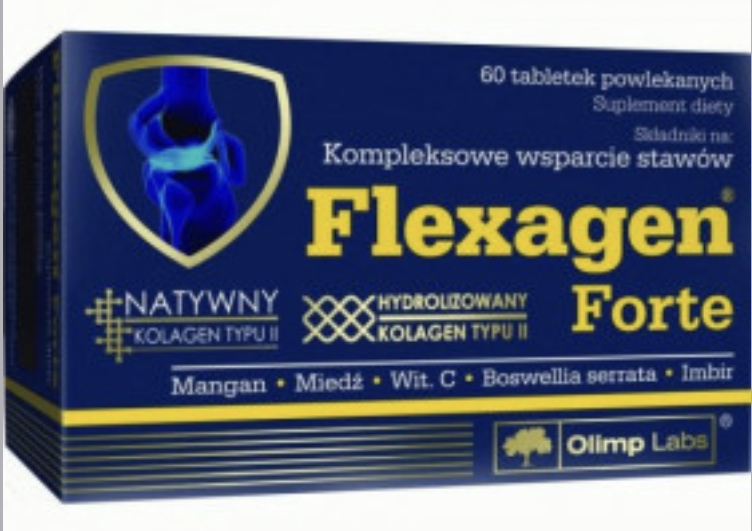 60 tabletek powlekanych
Suplement diety
Składniki na:
Kompleksowe wsparcie stawów
Flexagen®
Forte
NATYWNY
KOLAGEN TYPU II
HYDROLIZOWANY
KOLAGEN TYPU II
Mangan • Miedź • Wit. C • Boswellia serrata • Imbir
Olimp Labs®